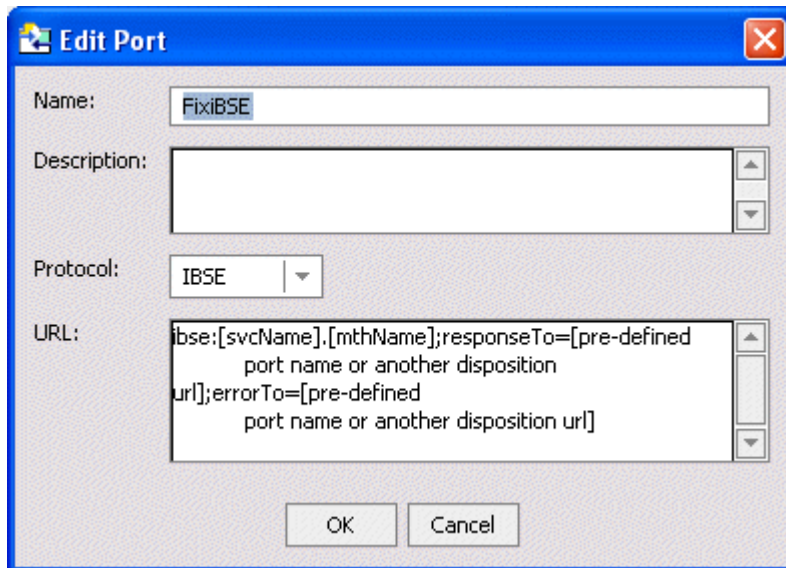 Edit Port
Name:
FixiBSE
Description:
Protocol:
IBSE
URL:
ibse:[svcName].[mthName];responseTo=[pre-defined
port name or another disposition
url];errorTo=[pre-defined
port name or another disposition url]
OK
Cancel